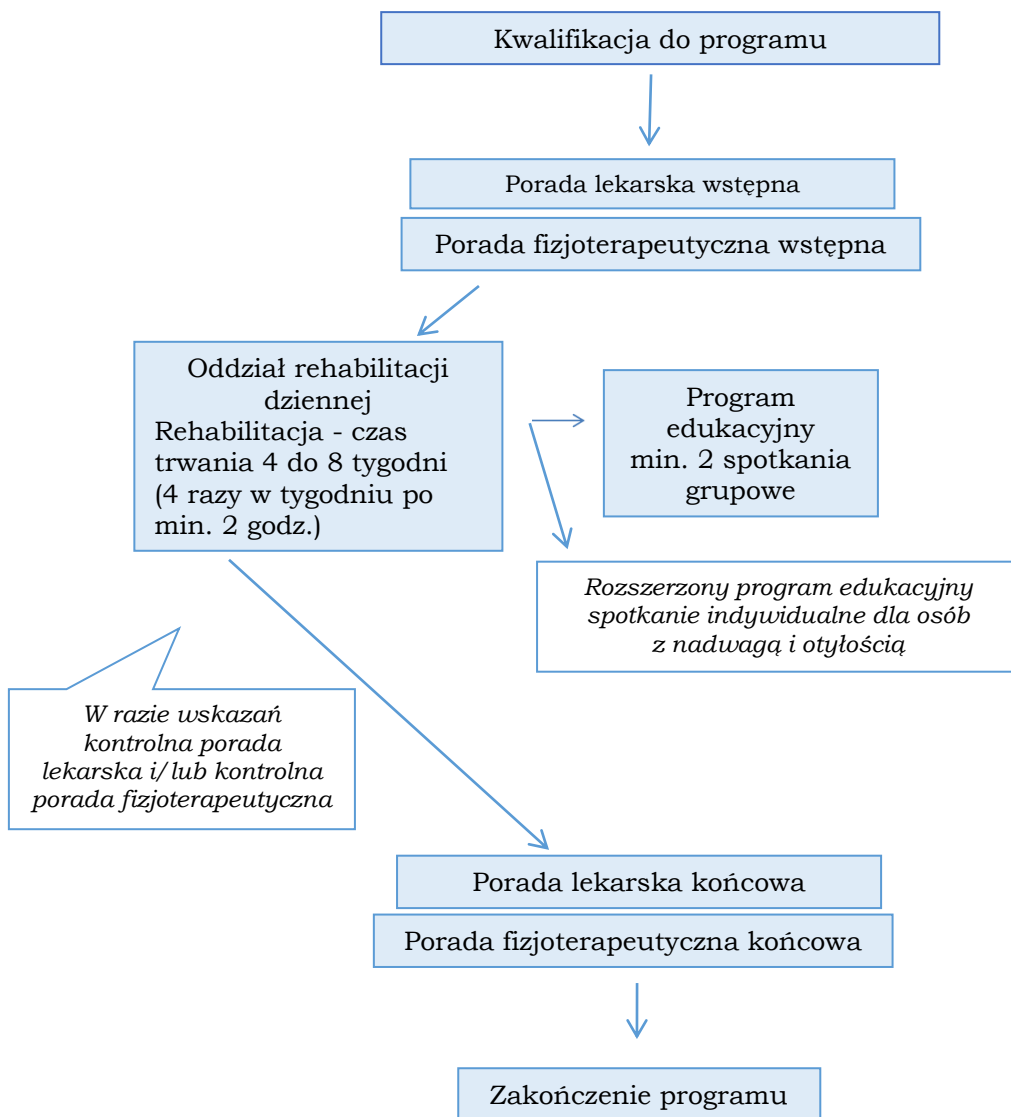 Kwalifikacja do programu
Porada lekarska wstępna
Porada fizjoterapeutyczna wstępna
Oddział rehabilitacji
dziennej
Rehabilitacja - czas
trwania 4 do 8 tygodni
(4 razy w tygodniu po
min. 2 godz.)
Program
edukacyjny
min. 2 spotkania
grupowe
Rozszerzony program edukacyjny
spotkanie indywidualne dla osób
z nadwagą i otyłością
W razie wskazań
kontrolna porada
lekarska i/lub kontrolna
porada fizjoterapeutyczna
Porada lekarska końcowa
Porada fizjoterapeutyczna końcowa
Zakończenie programu